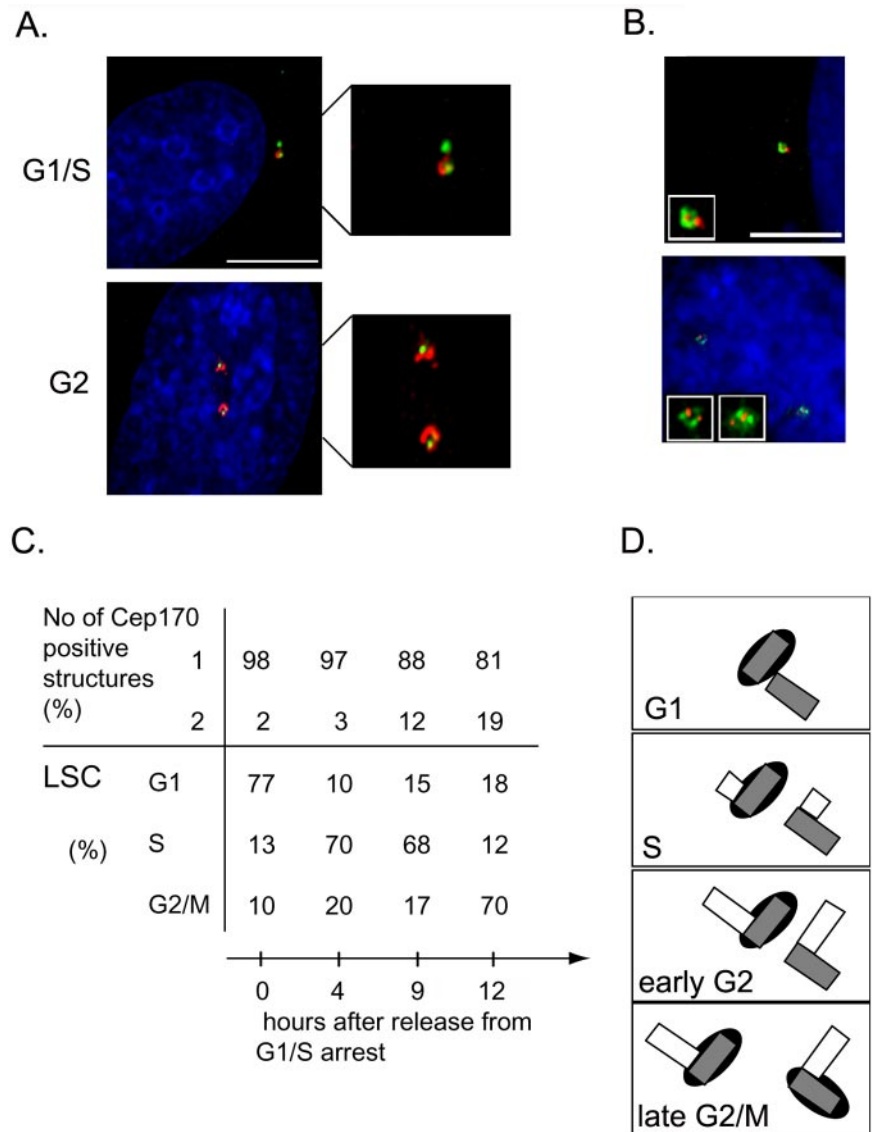 A.
B.
G1/S
G2
C.
D.
No of Cep170
positive
structures
(%)
1 98 97 88 81
2 2 3 12 19
LSC
(%)
G1 77 10 15 18
S 13 70 68 12
G2/M 10 20 17 70
0 4 9 12
hours after release from
G1/S arrest
G1
S
early G2
late G2/M